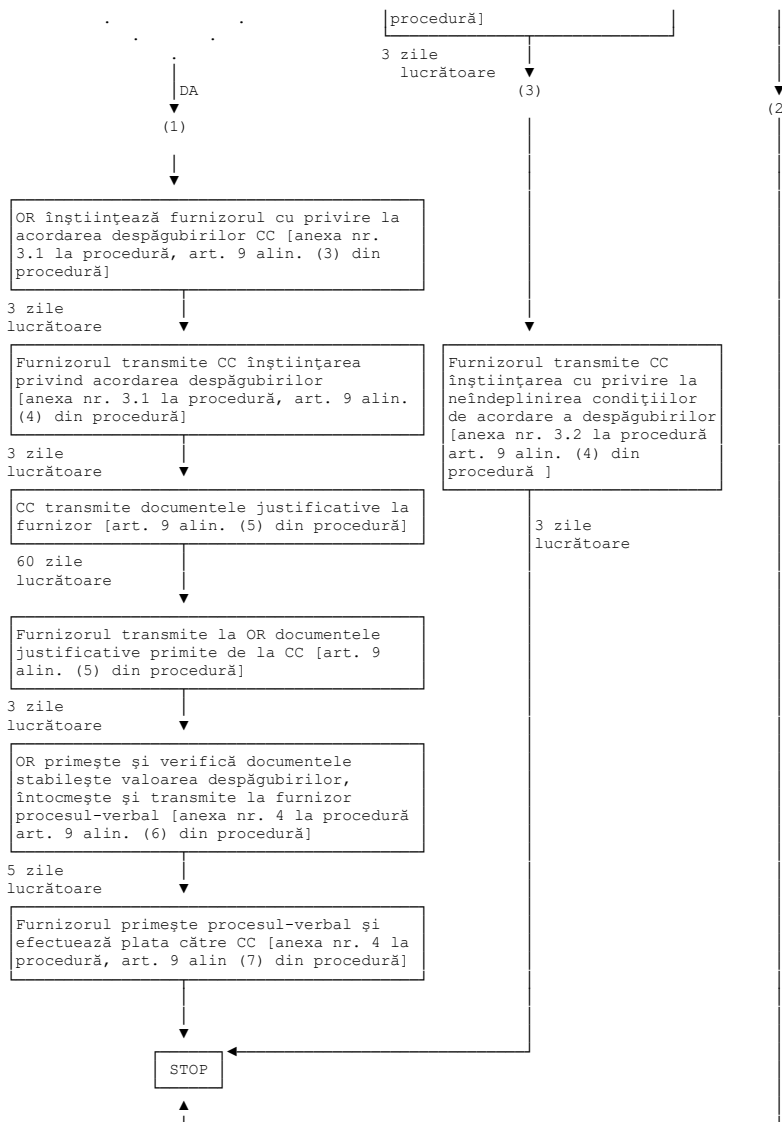 procedură]
3 zile
lucrătoare
DA
(1)
(3)
(2
OR înştiinţează furnizorul cu privire la
acordarea despăgubirilor CC [anexa nr.
3.1 la procedură, art. 9 alin. (3) din
procedură]
3 zile
lucrătoare
Furnizorul transmite CC înştiinţarea
privind acordarea despăgubirilor
[anexa nr. 3.1 la procedură, art. 9 alin.
(4) din procedură]
Furnizorul transmite CC
înştiinţarea cu privire la
neîndeplinirea condiţiilor
de acordare a despăgubirilor
[anexa nr. 3.2 la procedură
art. 9 alin. (4) din
procedură ]
3 zile
lucrătoare
CC transmite documentele justificative la
furnizor [art. 9 alin. (5) din procedură]
3 zile
lucrătoare
60 zile
lucrătoare
Furnizorul transmite la OR documentele
justificative primite de la CC [art. 9
alin. (5) din procedură]
3 zile
lucrătoare
OR primeşte şi verifică documentele
stabileşte valoarea despăgubirilor,
întocmeşte şi transmite la furnizor
procesul-verbal [anexa nr. 4 la procedură
art. 9 alin. (6) din procedură]
5 zile
lucrătoare
Furnizorul primeşte procesul-verbal şi
efectuează plata către CC [anexa nr. 4 la
procedură, art. 9 alin (7) din procedură]
STOP